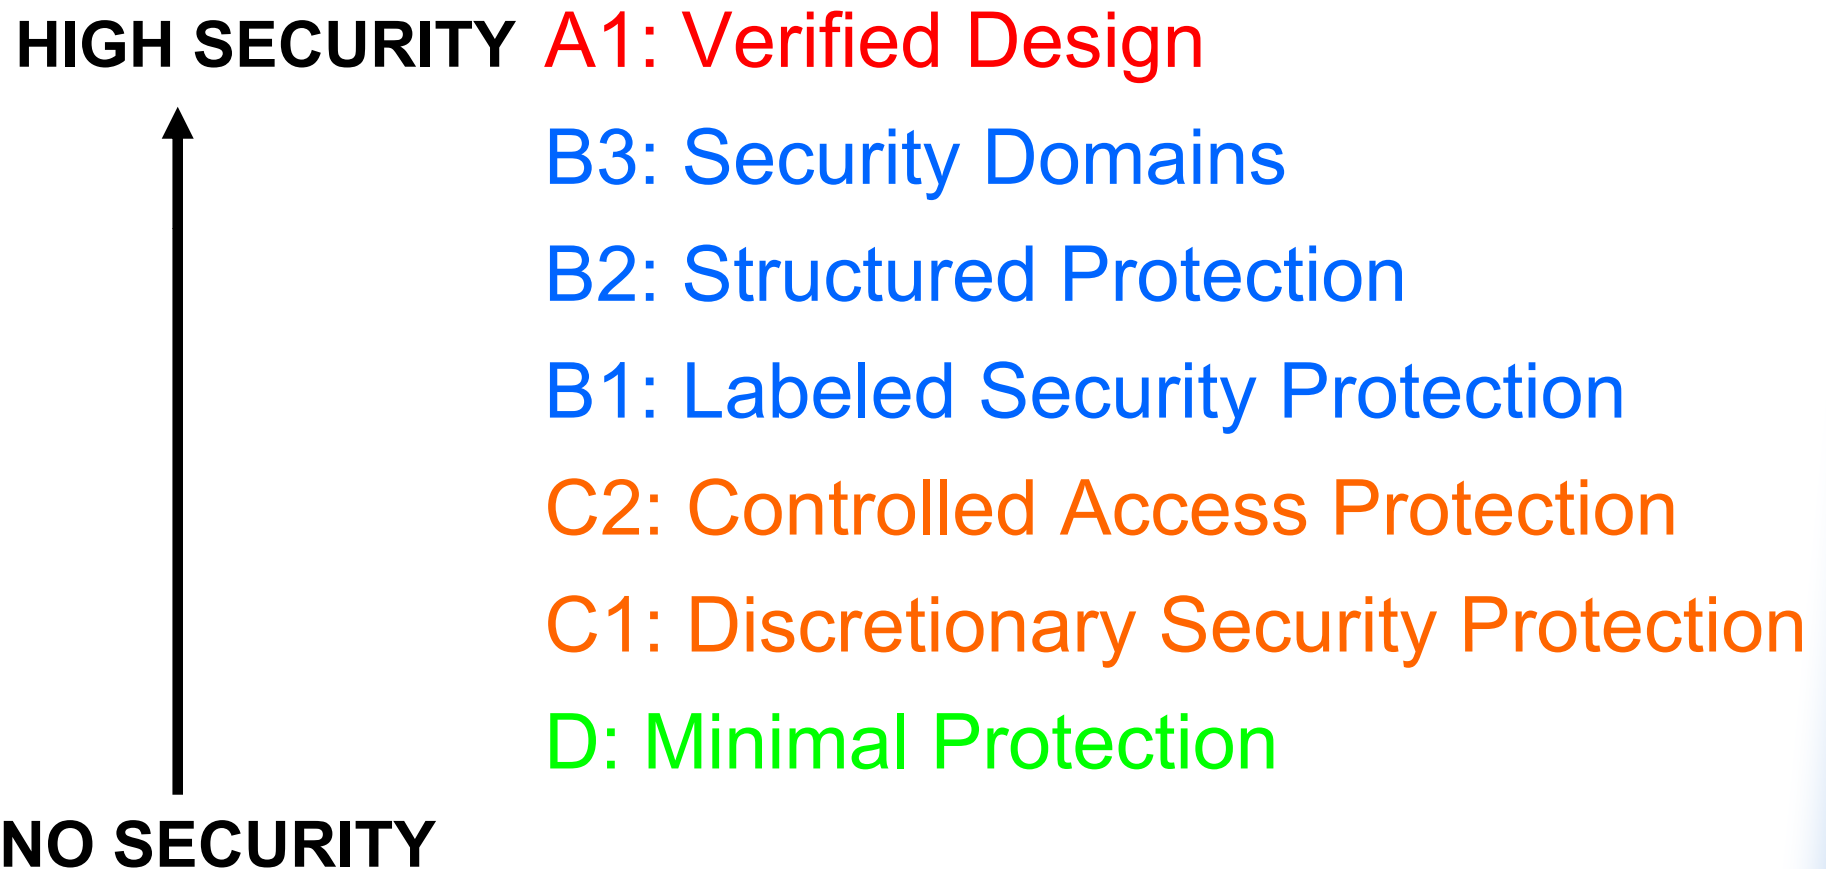 HIGH SECURITY A1: Verified Design
B3: Security Domains
B2: Structured Protection
B1: Labeled Security Protection
C2: Controlled Access Protection
C1: Discretionary Security Protection
D: Minimal Protection
NO SECURITY